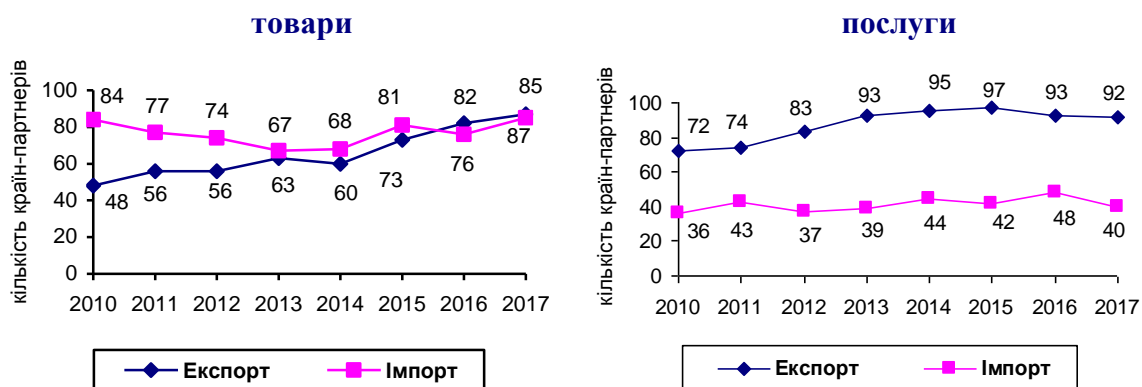 товари
кількість країн-партнерів
100
80
60
40
20
0
84 77 74 67 68 81 82 85
48 56 56 63 60 73 76 87
2010 2011 2012 2013 2014 2015 2016 2017
Експорт Імпорт
послуги
кількість країн-партнерів
100
80
60
40
20
0
72 74 83 93 95 97 93 92
36 43 37 39 44 42 48 40
2010 2011 2012 2013 2014 2015 2016 2017
Експорт Імпорт